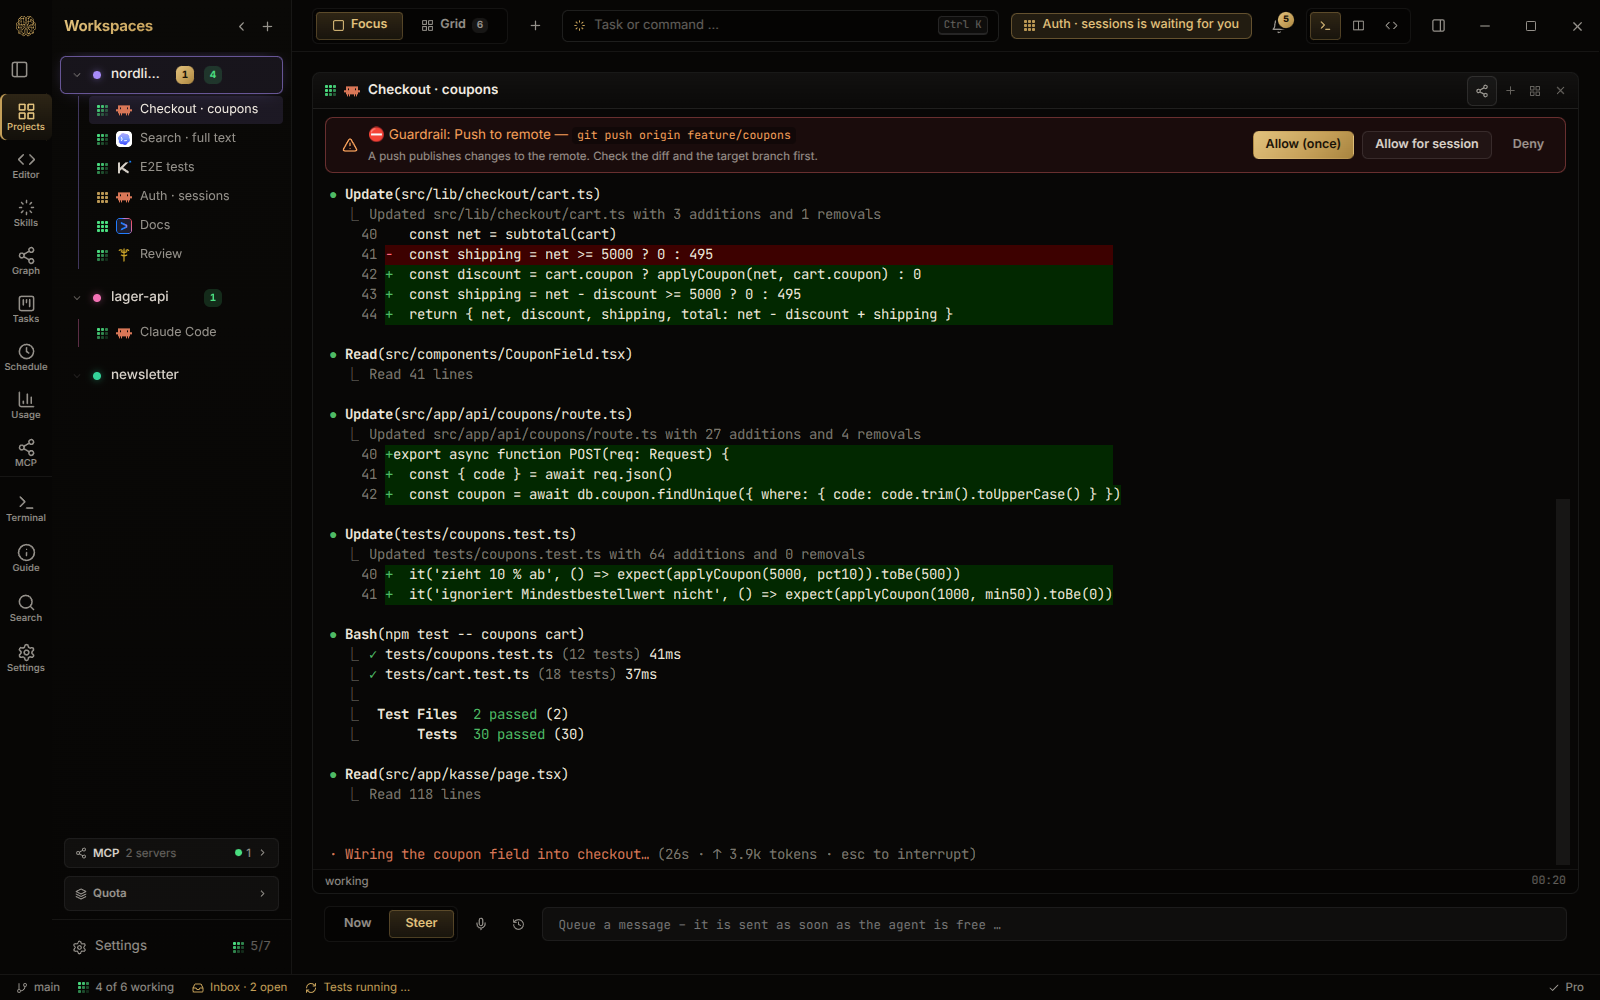 Workspaces
Focus
Grid 6
Task or command ...
Ctrl K
Auth · sessions is waiting for you
5
Projects
Editor
Skills
Graph
Tasks
Schedule
Usage
MCP
Terminal
Guide
Search
Settings
nordli... 1 4
Checkout · coupons
Search · full text
E2E tests
Auth · sessions
Docs
Review
lager-api 1
Claude Code
newsletter
MCP 2 servers 1
Quota
Settings 5/7
Checkout · coupons
Guardrail: Push to remote — git push origin feature/coupons
A push publishes changes to the remote. Check the diff and the target branch first.
Allow (once)
Allow for session
Deny
Update(src/lib/checkout/cart.ts)
Updated src/lib/checkout/cart.ts with 3 additions and 1 removals
40 const net = subtotal(cart)
41 - const shipping = net >= 5000 ? 0 : 495
42 + const discount = cart.coupon ? applyCoupon(net, cart.coupon) : 0
43 + const shipping = net - discount >= 5000 ? 0 : 495
44 + return { net, discount, shipping, total: net - discount + shipping }
Read(src/components/CouponField.tsx)
Read 41 lines
Update(src/app/api/coupons/route.ts)
Updated src/app/api/coupons/route.ts with 27 additions and 4 removals
40 +export async function POST(req: Request) {
41 + const { code } = await req.json()
42 + const coupon = await db.coupon.findUnique({ where: { code: code.trim().toUpperCase() } })
Update(tests/coupons.test.ts)
Updated tests/coupons.test.ts with 64 additions and 0 removals
40 + it('zieht 10 % ab', () => expect(applyCoupon(5000, pct10)).toBe(500))
41 + it('ignoriert Mindestbestellwert nicht', () => expect(applyCoupon(1000, min50)).toBe(0))
Bash(npm test -- coupons cart)
✓ tests/coupons.test.ts (12 tests) 41ms
✓ tests/cart.test.ts (18 tests) 37ms
Test Files 2 passed (2)
Tests 30 passed (30)
Read(src/app/kasse/page.tsx)
Read 118 lines
· Wiring the coupon field into checkout… (26s · ↑ 3.9k tokens · esc to interrupt)
working
00:20
Now
Steer
Queue a message – it is sent as soon as the agent is free …
main
4 of 6 working
Inbox · 2 open
Tests running ...
Pro